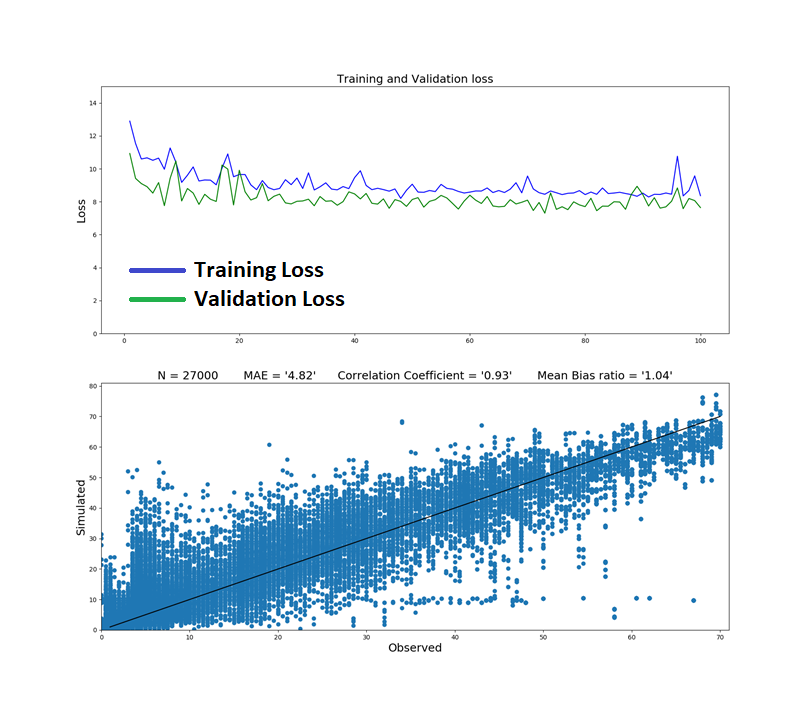 Training and Validation loss
14
12
10
8
6
4
2
0
Loss
Training Loss
Validation Loss
0 20 40 60 80 100
N = 27000 MAE = '4.82' Correlation Coefficient = '0.93' Mean Bias ratio = '1.04'
80
70
60
50
40
30
20
10
0
Simulated
0 10 20 30 40 50 60 70
Observed